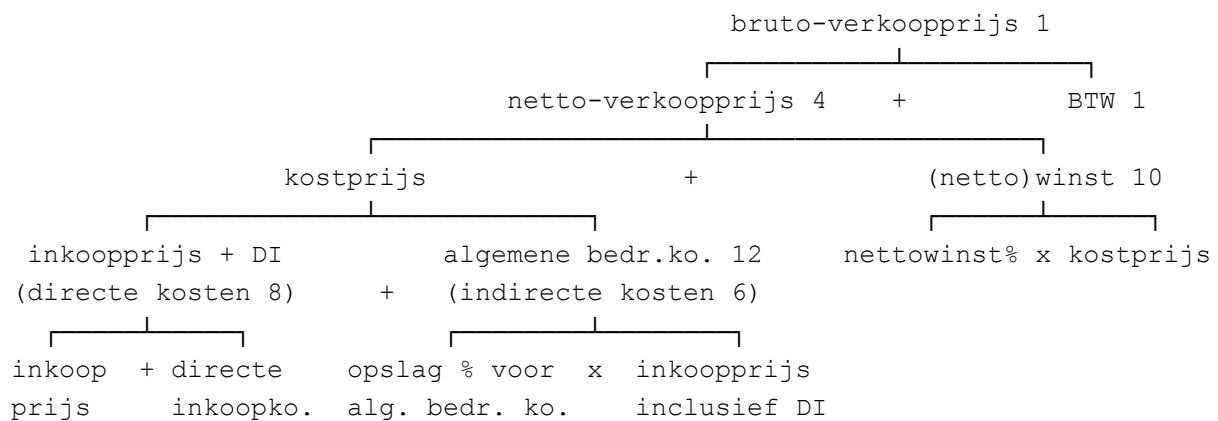 bruto-verkoopprijs 1
netto-verkoopprijs 4 + BTW 1
kostprijs + (netto)winst 10
inkoopprijs + DI algemene bedr.ko. 12 nettowinst% x kostprijs
(directe kosten 8) + (indirecte kosten 6)
inkoop + directe opslag % voor x inkoopprijs
prijs inkoopko. alg. bedr. ko. inclusief DI